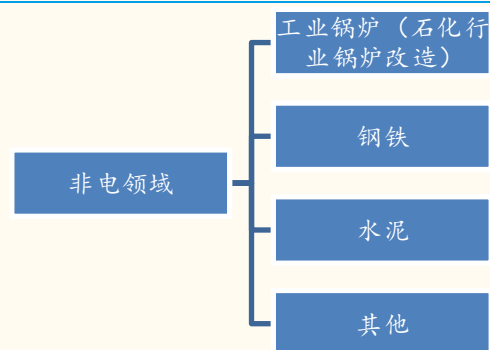 工业锅炉（石化行
业锅炉改造）
钢铁
非电领域
水泥
其他